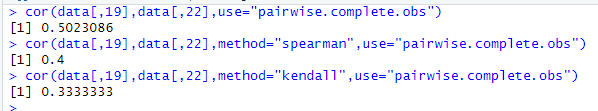 > cor(data[,19],data[,22],use="pairwise.complete.obs")
[1] 0.5023086
> cor(data[,19],data[,22],method="spearman",use="pairwise.complete.obs")
[1] 0.4
> cor(data[,19],data[,22],method="kendall",use="pairwise.complete.obs")
[1] 0.3333333
>